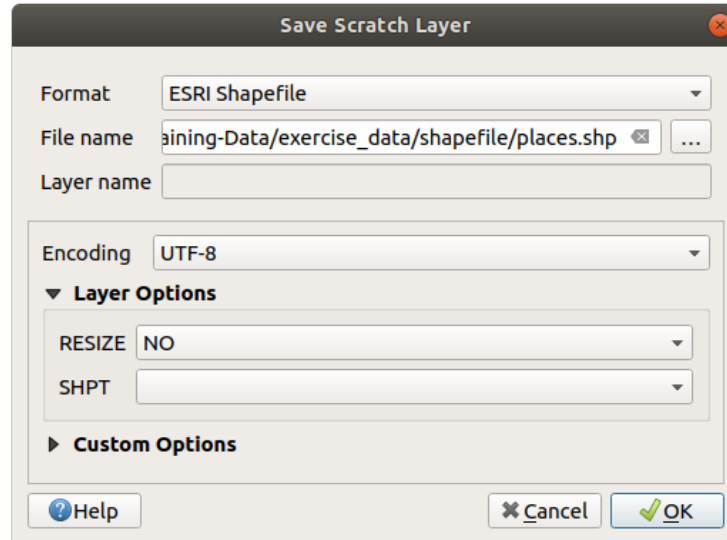 Save Scratch Layer
Format ESRI Shapefile
File name aining-Data/exercise_data/shapefile/places.shp ...
Layer name
Encoding UTF-8
Layer Options
RESIZE NO
SHPT
Custom Options
Help Cancel OK